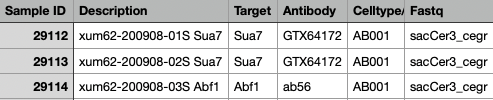 Sample ID Description Target Antibody Celltype/ Fastq
29112 xum62-200908-01S Sua7 Sua7 GTX64172 AB001 sacCer3_cegr
29113 xum62-200908-02S Sua7 Sua7 GTX64172 AB001 sacCer3_cegr
29114 xum62-200908-03S Abf1 Abf1 ab56 AB001 sacCer3_cegr